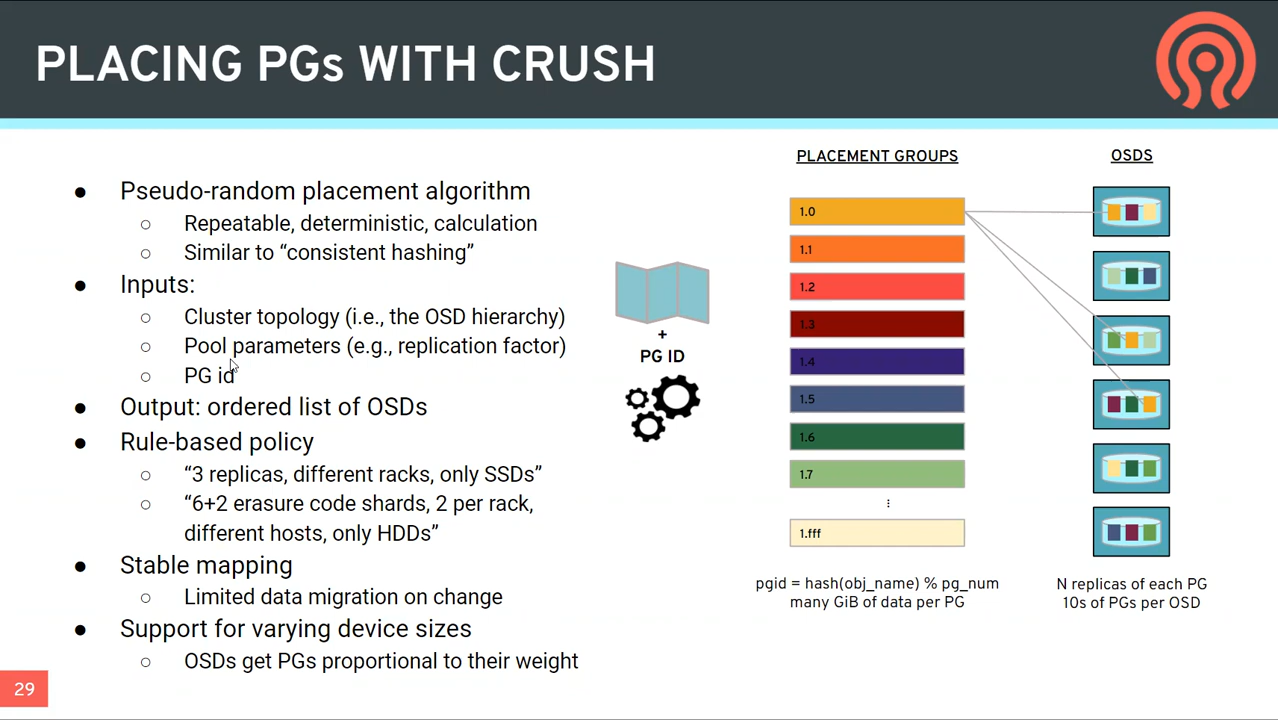 PLACING PGs WITH CRUSH
● Pseudo-random placement algorithm
○ Repeatable, deterministic, calculation
○ Similar to “consistent hashing”
● Inputs:
○ Cluster topology (i.e., the OSD hierarchy)
○ Pool parameters (e.g., replication factor)
○ PG id
● Output: ordered list of OSDs
● Rule-based policy
○ “3 replicas, different racks, only SSDs”
○ “6+2 erasure code shards, 2 per rack,
different hosts, only HDDs”
● Stable mapping
○ Limited data migration on change
● Support for varying device sizes
○ OSDs get PGs proportional to their weight
+
PG ID
PLACEMENT GROUPS
1.0
1.1
1.2
1.3
1.4
1.5
1.6
1.7
⋮
1.fff
pgid = hash(obj_name) % pg_num
many GiB of data per PG
OSDS
N replicas of each PG
10s of PGs per OSD
29